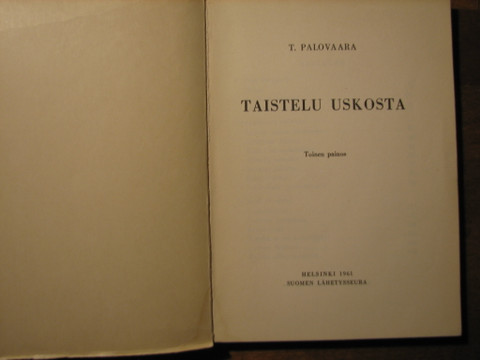 T. PALOVAARA
TAISTELU USKOSTA
Toinen painos
HELSINKI 1961
SUOMEN LÄHETYSSEURA